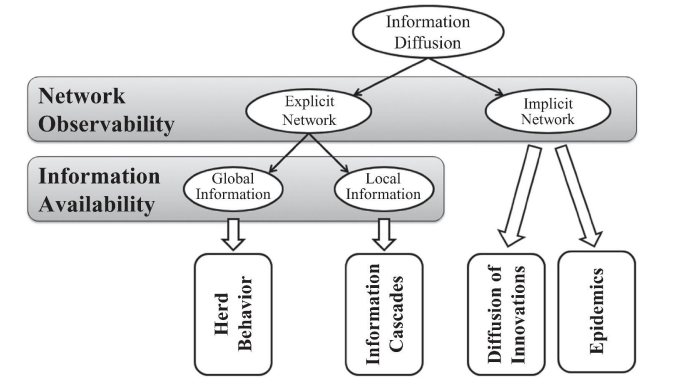 Information
Diffusion
Network
Observability
Explicit
Network
Implicit
Network
Information
Availability
Global
Information
Local
Information
Herd
Behavior
Information
Cascades
Diffusion of
Innovations
Epidemics